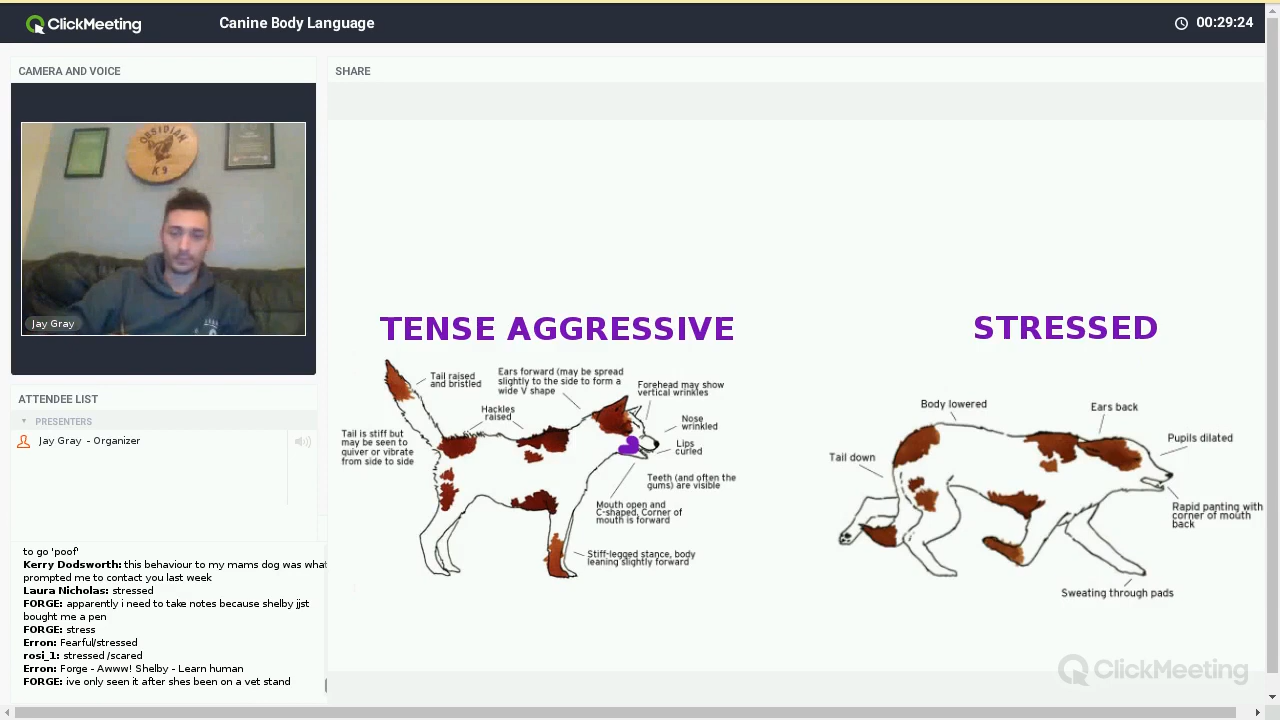 ClickMeeting
Canine Body Language
00:29:24
CAMERA AND VOICE
SHARE
OBSIDIAN
K9
Jay Gray
ATTENDEE LIST
PRESENTERS
Jay Gray - Organizer
to go 'poof'
Kerry Dodsworth: this behaviour to my mams dog was what
prompted me to contact you last week
Laura Nicholas: stressed
FORGE: apparently i need to take notes because shelby jjst
bought me a pen
FORGE: stress
Erron: Fearful/stressed
rosi_1: stressed /scared
Erron: Forge - Awww! Shelby - Learn human
FORGE: ive only seen it after shes been on a vet stand
TENSE AGGRESSIVE
Tail raised
and bristled
Ears forward (may be spread
slightly to the side to form a
wide V shape
Forehead may show
vertical wrinkles
Hackles
raised
Nose
wrinkled
Tail is stiff but
may be seen to
quiver or vibrate
from side to side
Lips
curled
Teeth (and often the
gums) are visible
Mouth open and
C-shaped, Corner of
mouth is forward
Stiff-legged stance, body
leaning slightly forward
STRESSED
Body lowered
Ears back
Pupils dilated
Tail down
Rapid panting with
corner of mouth
back
Sweating through pads
ClickMeeting